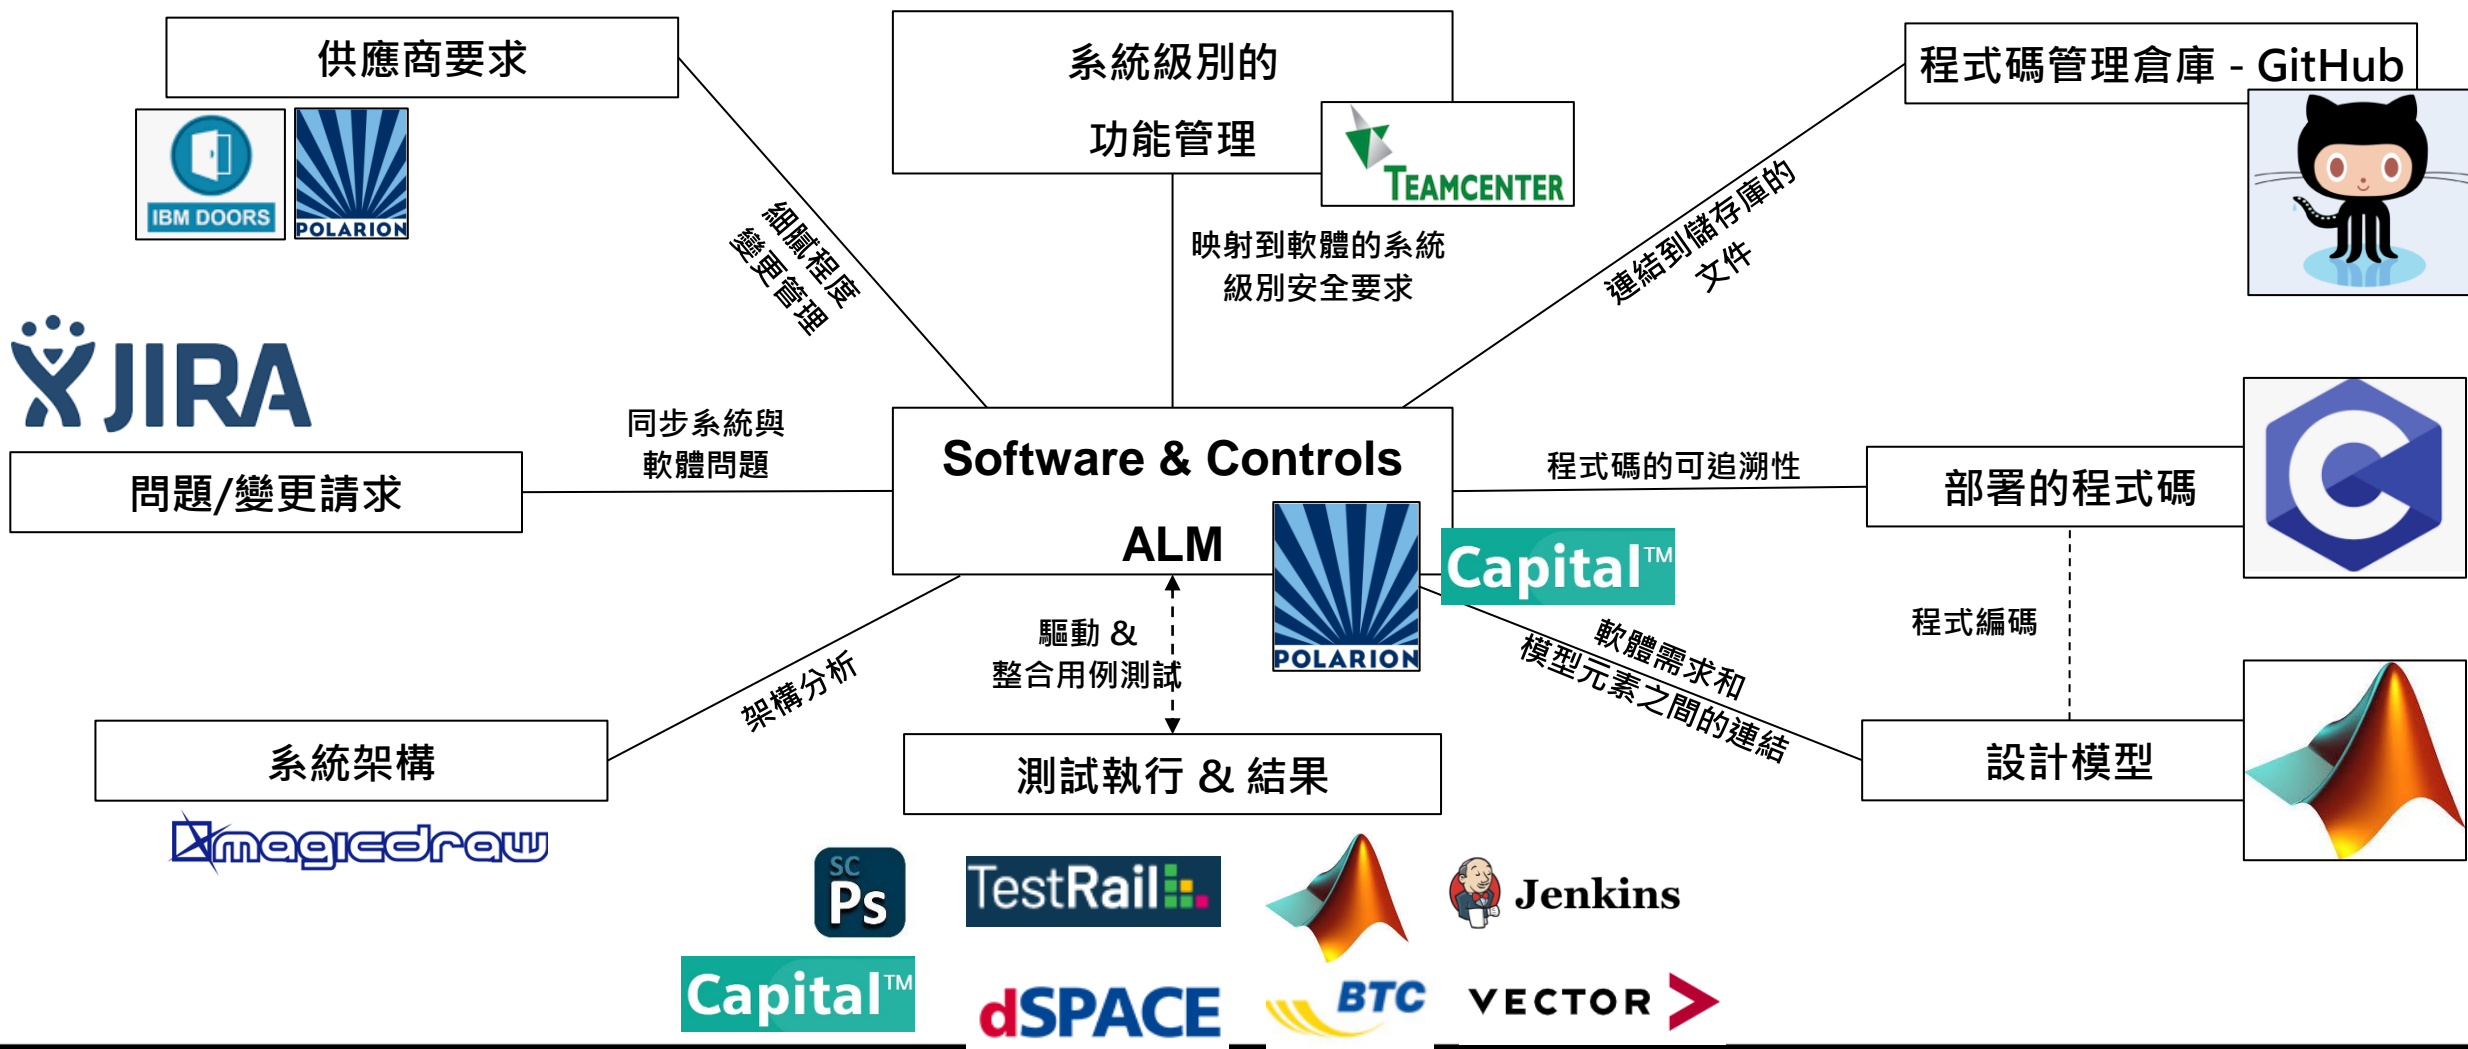 供應商要求
IBM DOORS
POLARION
系統級別的
功能管理
TEAMCENTER
程式碼管理倉庫 - GitHub
細膩程度
變更管理
映射到軟體的系統
級別安全要求
連結到儲存庫的
文件
JIRA
問題/變更請求
同步系統與
軟體問題
Software & Controls
ALM
POLARION
Capital™
程式碼的可追溯性
部署的程式碼
C
程式編碼
軟體需求和
模型元素之間的連結
設計模型
架構分析
系統架構
magicdraw
驅動 &
整合用例測試
測試執行 & 結果
SC
Ps
TestRail
Jenkins
Capital™
dSPACE
BTC
VECTOR